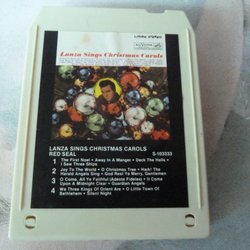 Lanza Sings Christmas Carols
LANZA SINGS CHRISTMAS CAROLS
RED SEAL S-193333
1 The First Noel • Away In A Manger • Deck The Halls •
I Saw Three Ships
2 Joy To The World • O Christmas Tree • Hark! The
Herald Angels Sing • God Rest Ye Merry, Gentlemen
3 O Come, All Ye Faithful (Adeste Fideles) • It Came
Upon A Midnight Clear • Guardian Angels
4 We Three Kings Of Orient Are • O Little Town Of
Bethlehem • Silent Night